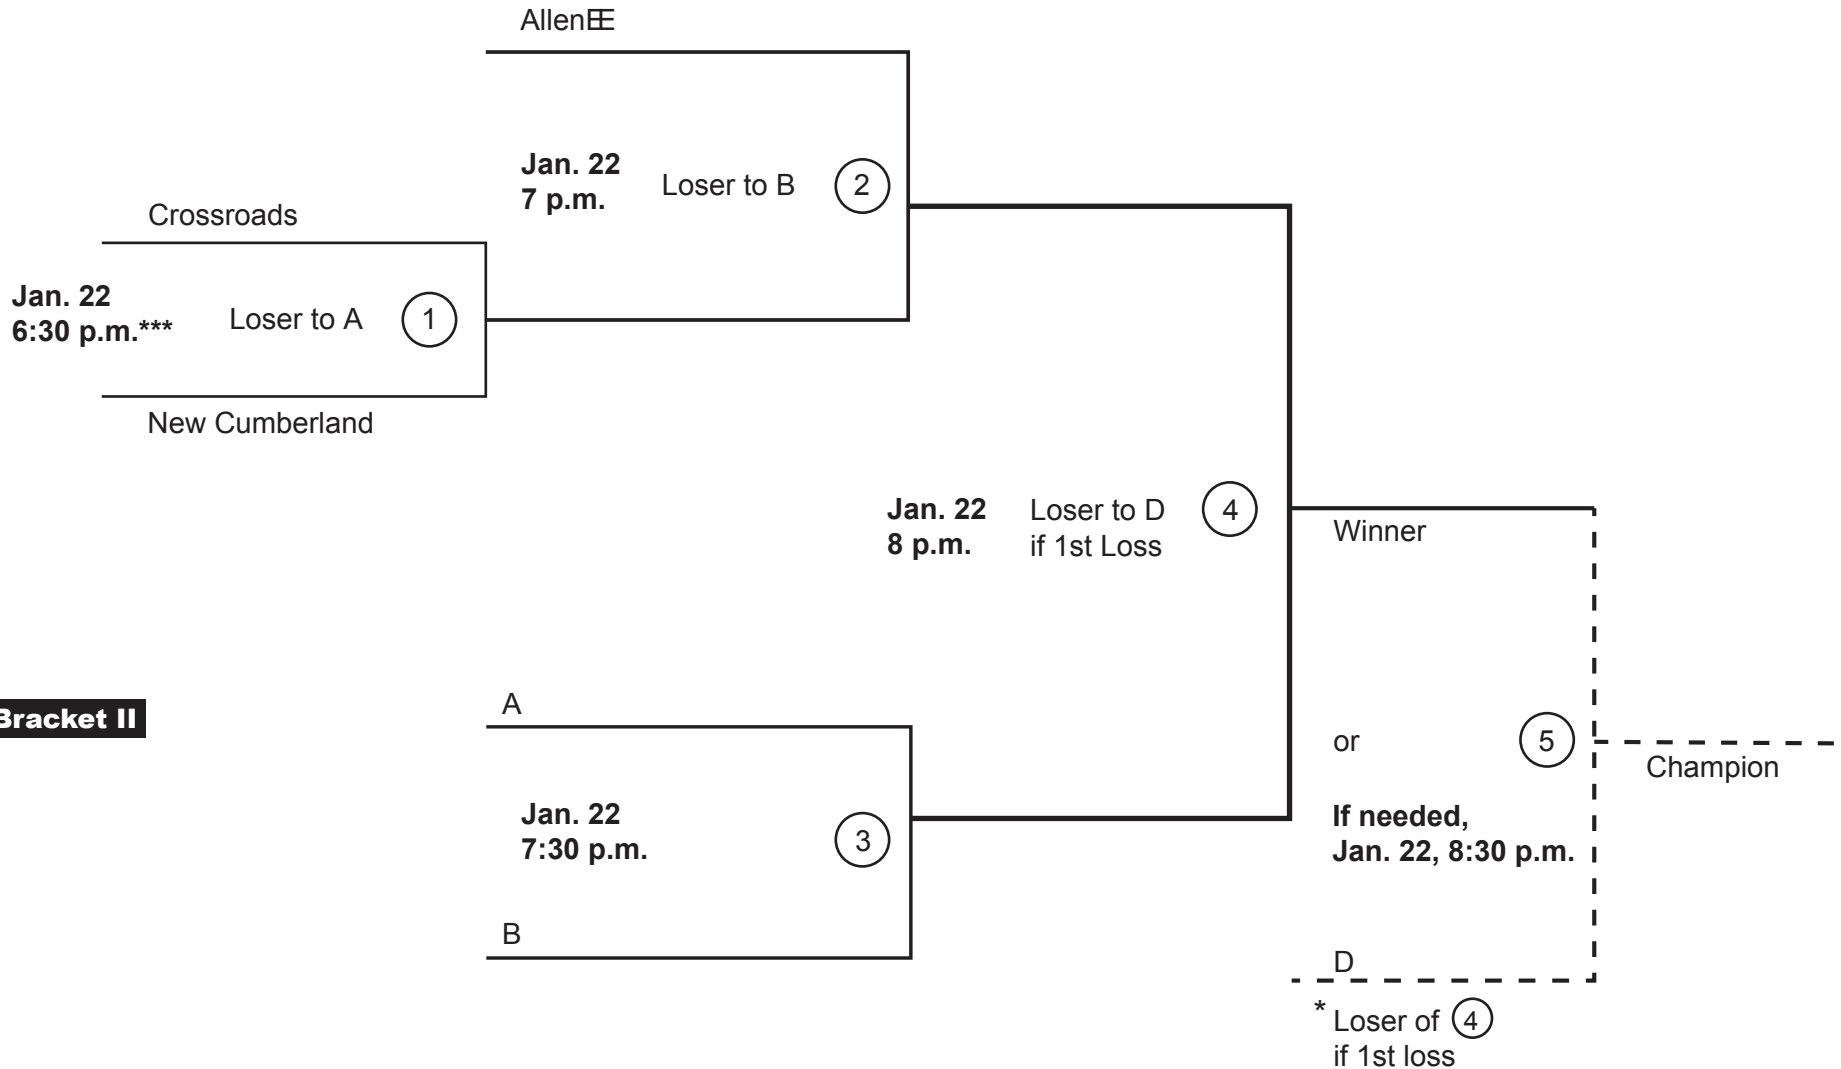 AllenÆÆ
Jan. 22
7 p.m.
Loser to B
2
Crossroads
Jan. 22
6:30 p.m.***
Loser to A
1
New Cumberland
Jan. 22
8 p.m.
Loser to D
if 1st Loss
4
Winner
Bracket II
A
Jan. 22
7:30 p.m.
3
B
or
5
Champion
If needed,
Jan. 22, 8:30 p.m.
D
* Loser of 4
if 1st loss